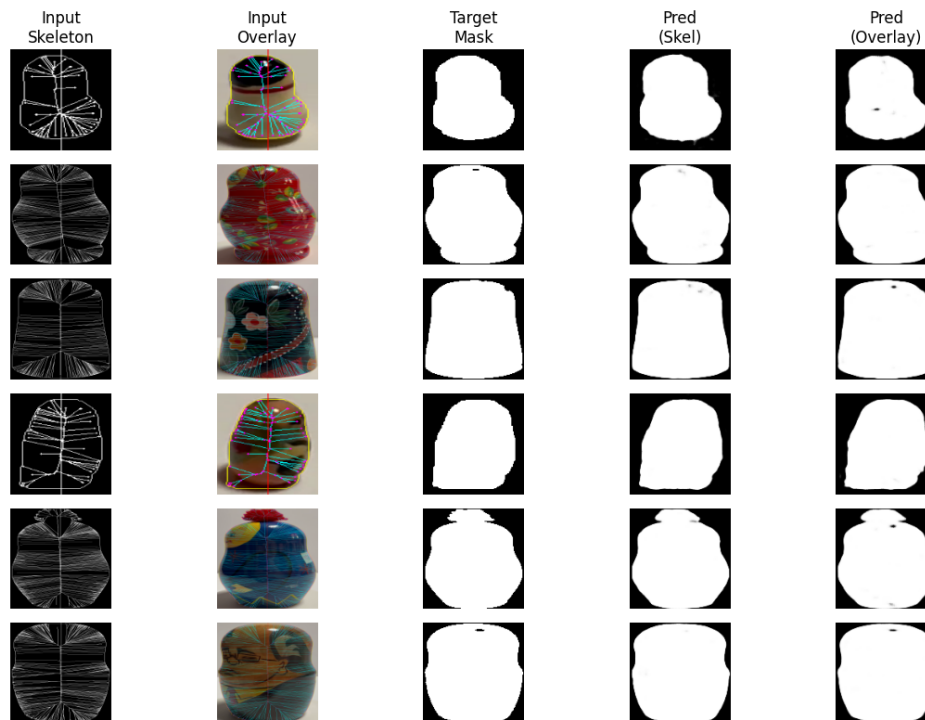 Input
Skeleton
Input
Overlay
Target
Mask
Pred
(Skel)
Pred
(Overlay)